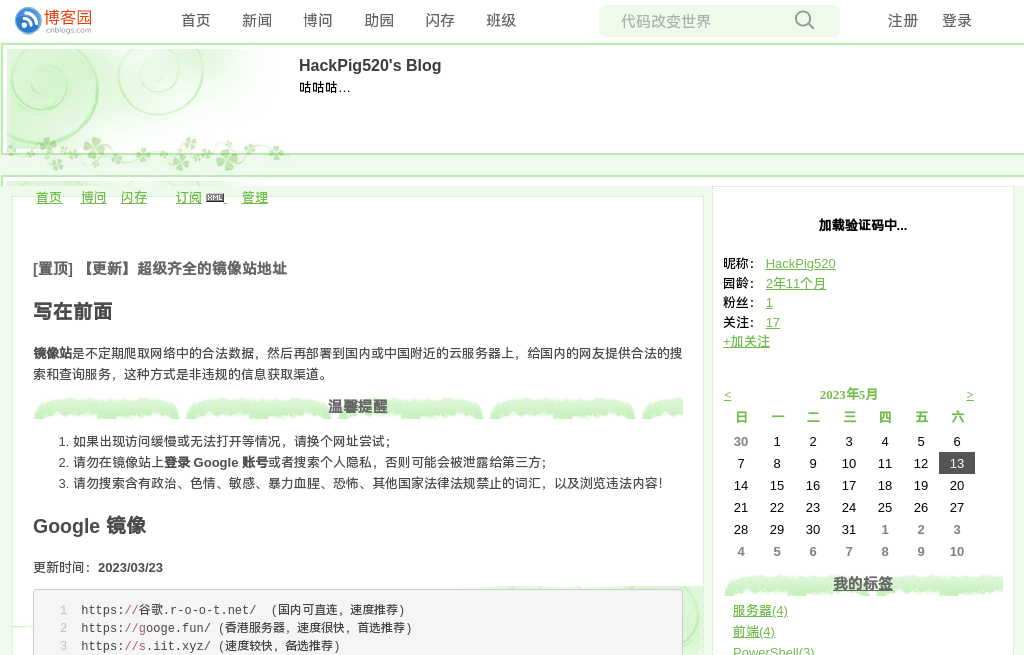 博客园
cnblogs.com
首页 新闻 博问 助园 闪存 班级
代码改变世界
注册 登录
HackPig520's Blog
咕咕咕…
首页 博问 闪存 订阅 XML 管理
[置顶] 【更新】超级齐全的镜像站地址
写在前面
镜像站是不定期爬取网络中的合法数据，然后再部署到国内或中国附近的云服务器上，给国内的网友提供合法的搜
索和查询服务，这种方式是非违规的信息获取渠道。
温馨提醒
1. 如果出现访问缓慢或无法打开等情况，请换个网址尝试；
2. 请勿在镜像站上登录 Google 账号或者搜索个人隐私，否则可能会被泄露给第三方；
3. 请勿搜索含有政治、色情、敏感、暴力血腥、恐怖、其他国家法律法规禁止的词汇，以及浏览违法内容！
Google 镜像
更新时间：2023/03/23
1 https://谷歌.r-o-o-t.net/ (国内可直连，速度推荐)
2 https://googe.fun/ (香港服务器，速度很快，首选推荐)
3 https://s.iit.xyz/ (速度较快，备选推荐)
加载验证码中...
昵称： HackPig520
园龄： 2年11个月
粉丝： 1
关注： 17
+加关注
< 2023年5月 >
日 一 二 三 四 五 六
30 1 2 3 4 5 6
7 8 9 10 11 12 13
14 15 16 17 18 19 20
21 22 23 24 25 26 27
28 29 30 31 1 2 3
4 5 6 7 8 9 10
我的标签
服务器(4)
前端(4)
PowerShell(3)